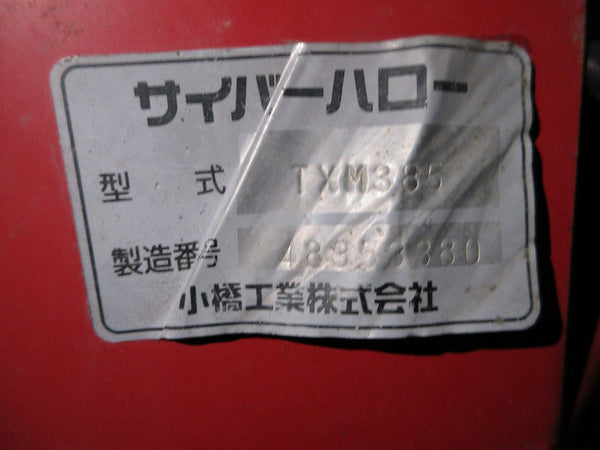 サイバーハロー
型式 TXM385
製造番号
小橋工業株式会社